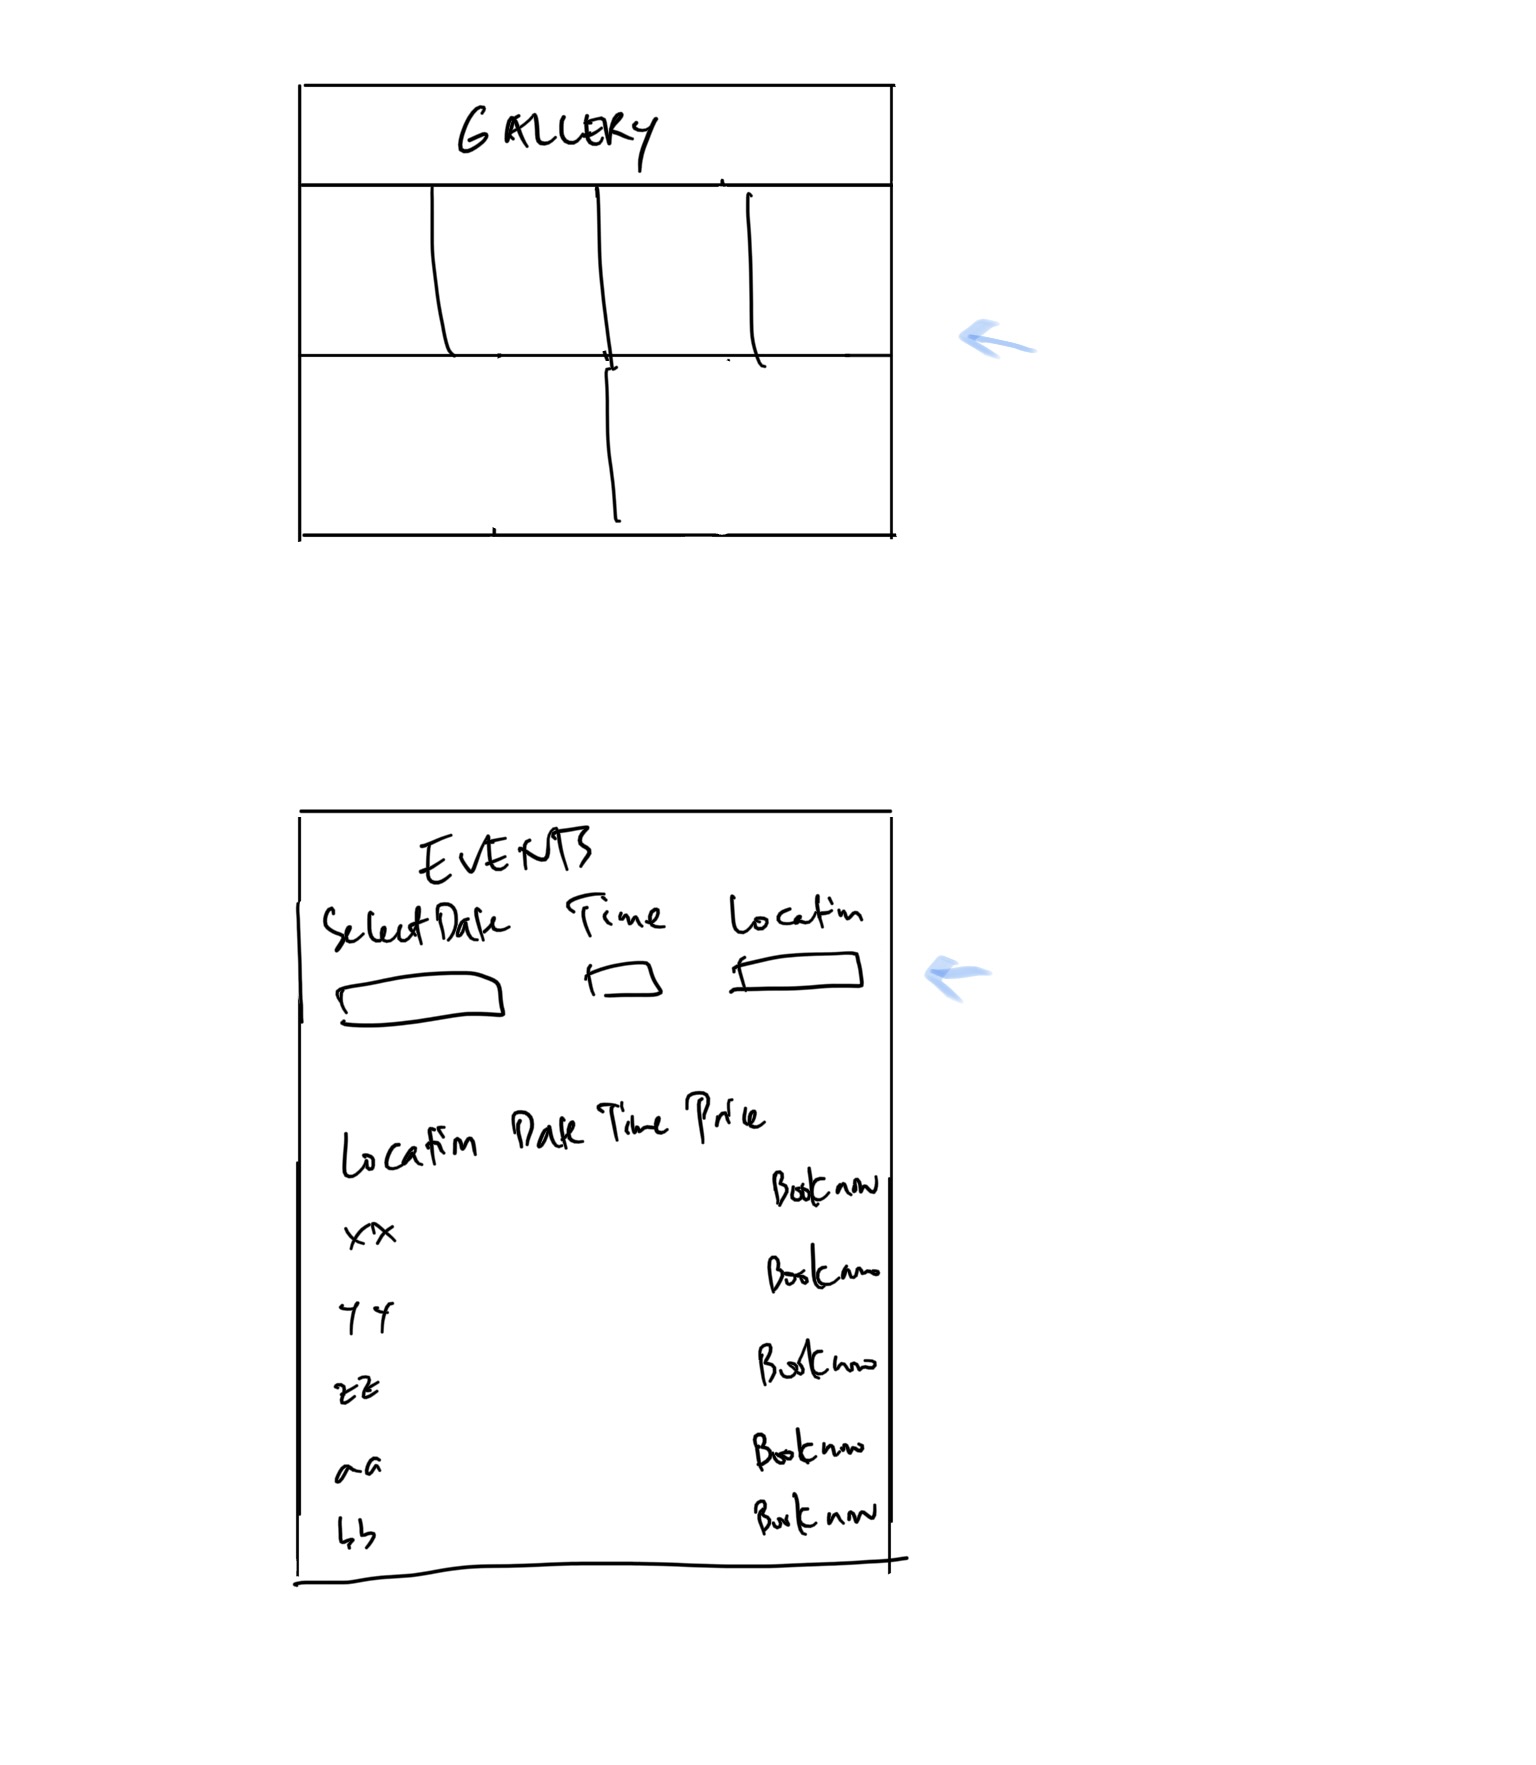 GALLERY
EVENTS
Select Date Time Location
Location Date Time Price
Book now
xx
Book now
yy
Book now
zz
Book now
aa
Book now
bb